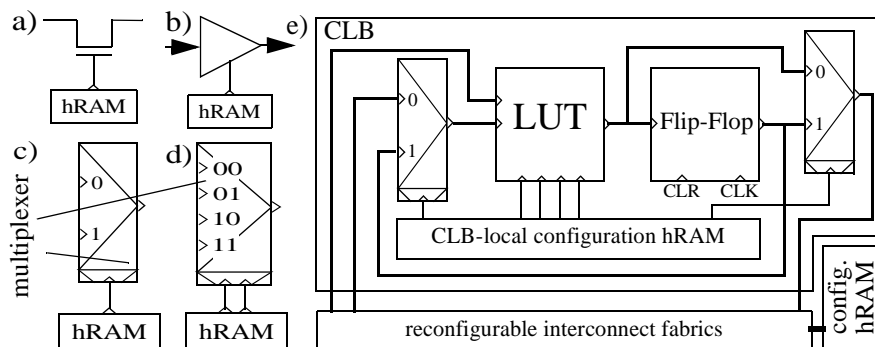 a)
hRAM
b)
hRAM
c)
0
1
multiplexer
hRAM
d)
00
01
10
11
hRAM
e)
CLB
0
1
LUT
Flip-Flop
CLR
CLK
0
1
CLB-local configuration hRAM
reconfigurable interconnect fabrics
config.
hRAM